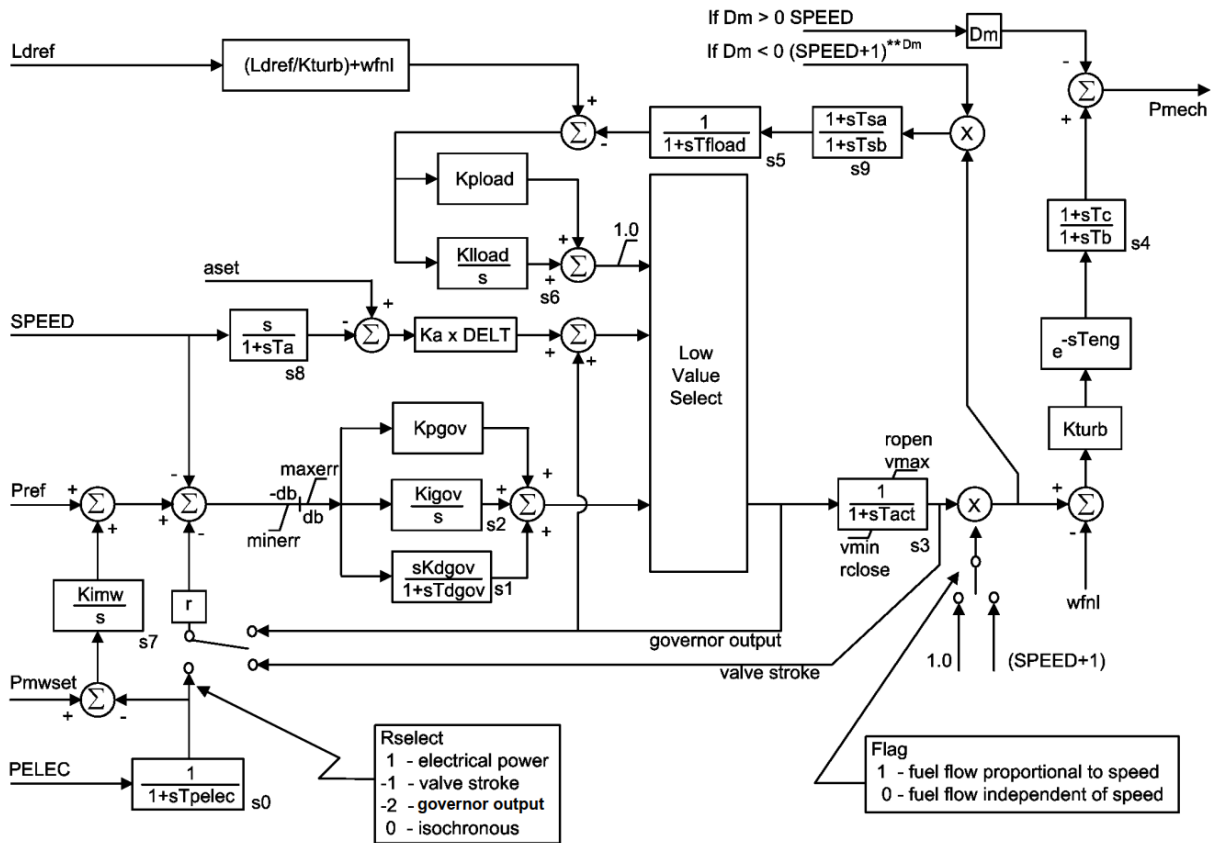 If Dm > 0 SPEED
Dm
Ldref
(Ldref/Kturb)+wfnl
If Dm < 0 (SPEED+1)**Dm
-
Σ
+
Pmech
+
Σ
-
1
1+sTfload
s5
1+sTsa
1+sTsb
s9
X
Kpload
1.0
KIload
s
s6
+
+
Σ
1+sTc
1+sTb
s4
aset
+
SPEED
s
1+sTa
s8
-
Σ
Ka x DELT
+
Σ
+
Low
Value
Select
e-sTeng
Kturb
Kpgov
ropen
vmax
Pref
+
Σ
+
-
+
Σ
-
-db
maxerr
db
minerr
Kigov
s
s2
+
+
Σ
+
1
1+sTact
vmin
rclose
s3
X
+
Σ
-
sKdgov
1+sTdgov
s1
wfnl
Kimw
s
s7
r
governor output
valve stroke
1.0
(SPEED+1)
Pmwset
+
Σ
-
PELEC
1
1+sTpelec
s0
Rselect
1 - electrical power
-1 - valve stroke
-2 - governor output
0 - isochronous
Flag
1 - fuel flow proportional to speed
0 - fuel flow independent of speed